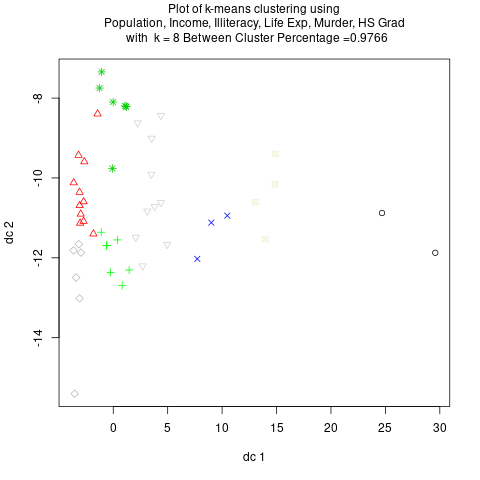 Plot of k-means clustering using
Population, Income, Illiteracy, Life Exp, Murder, HS Grad
with k = 8 Between Cluster Percentage =0.9766
-8
-10
-12
-14
dc 2
0 5 10 15 20 25 30
dc 1